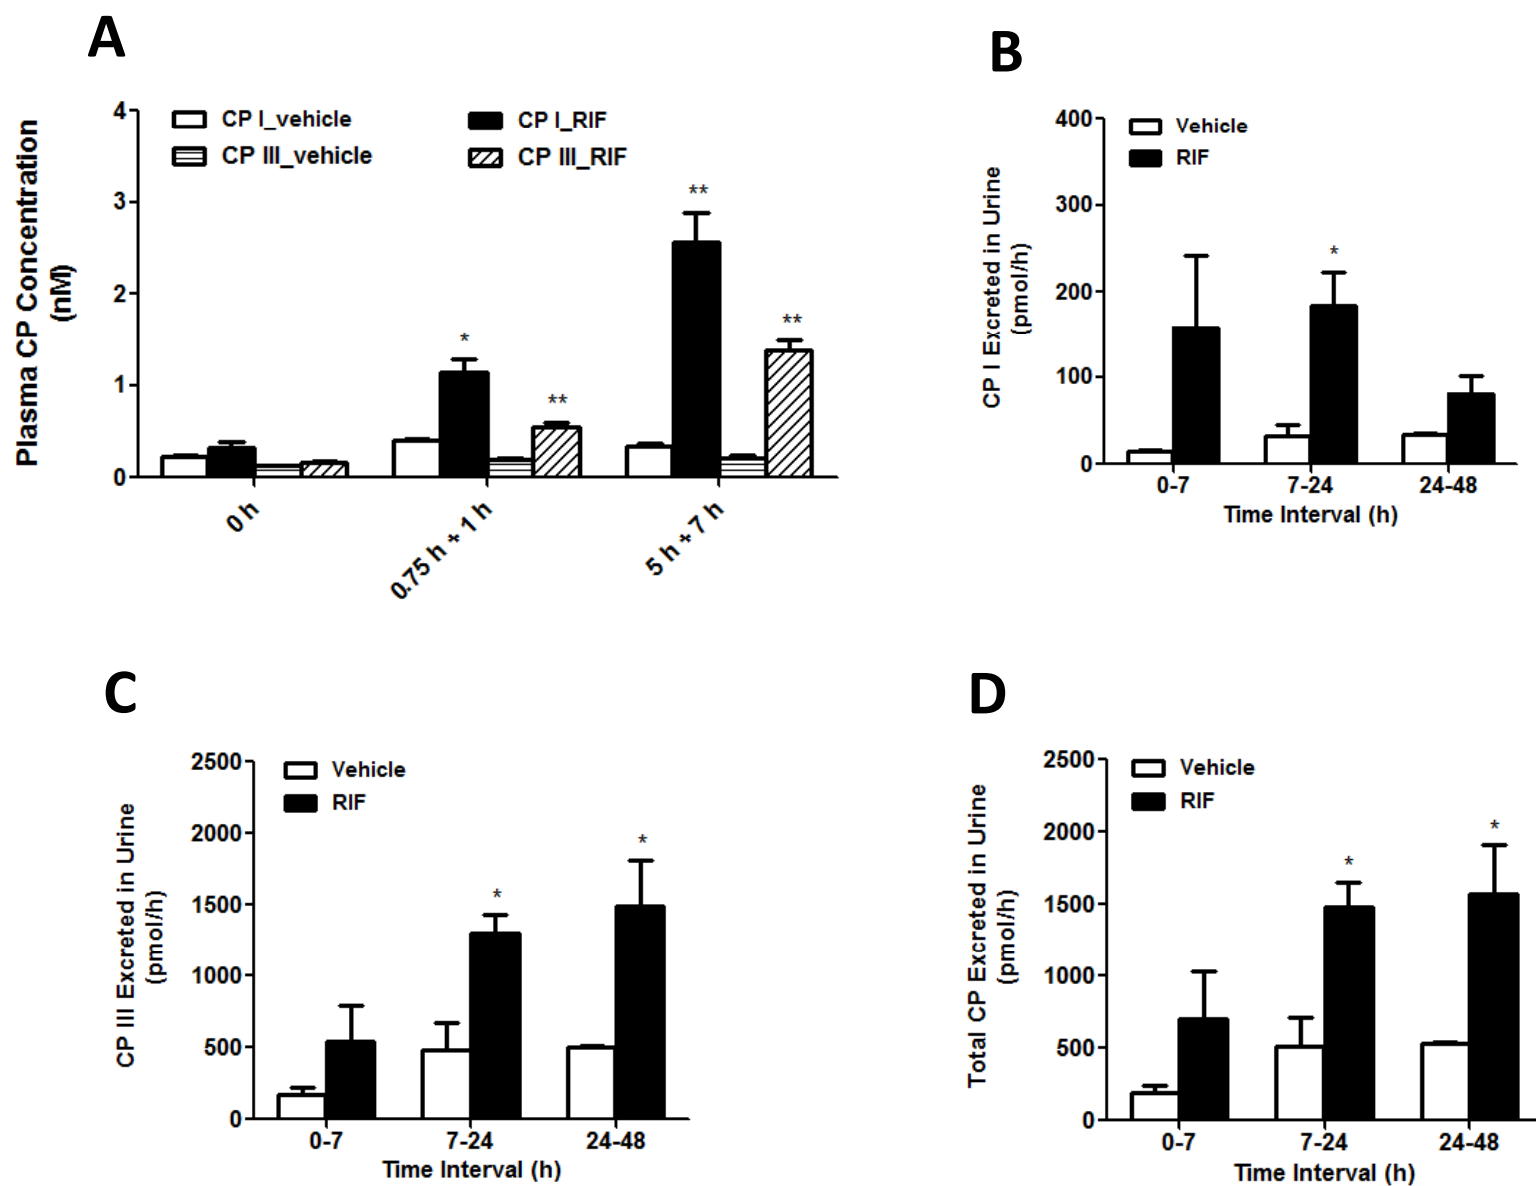 A
Plasma CP Concentration
(nM)
4
3
2
1
0
CP I_vehicle
CP I_RIF
CP III_vehicle
CP III_RIF
*
**
**
**
0 h
0.75 h + 1 h
5 h + 7 h
B
CP I Excreted in Urine
(pmol/h)
400
300
200
100
0
Vehicle
RIF
*
0-7
7-24
24-48
Time Interval (h)
C
CP III Excreted in Urine
(pmol/h)
2500
2000
1500
1000
500
0
Vehicle
RIF
*
*
0-7
7-24
24-48
Time Interval (h)
D
Total CP Excreted in Urine
(pmol/h)
2500
2000
1500
1000
500
0
Vehicle
RIF
*
*
0-7
7-24
24-48
Time Interval (h)